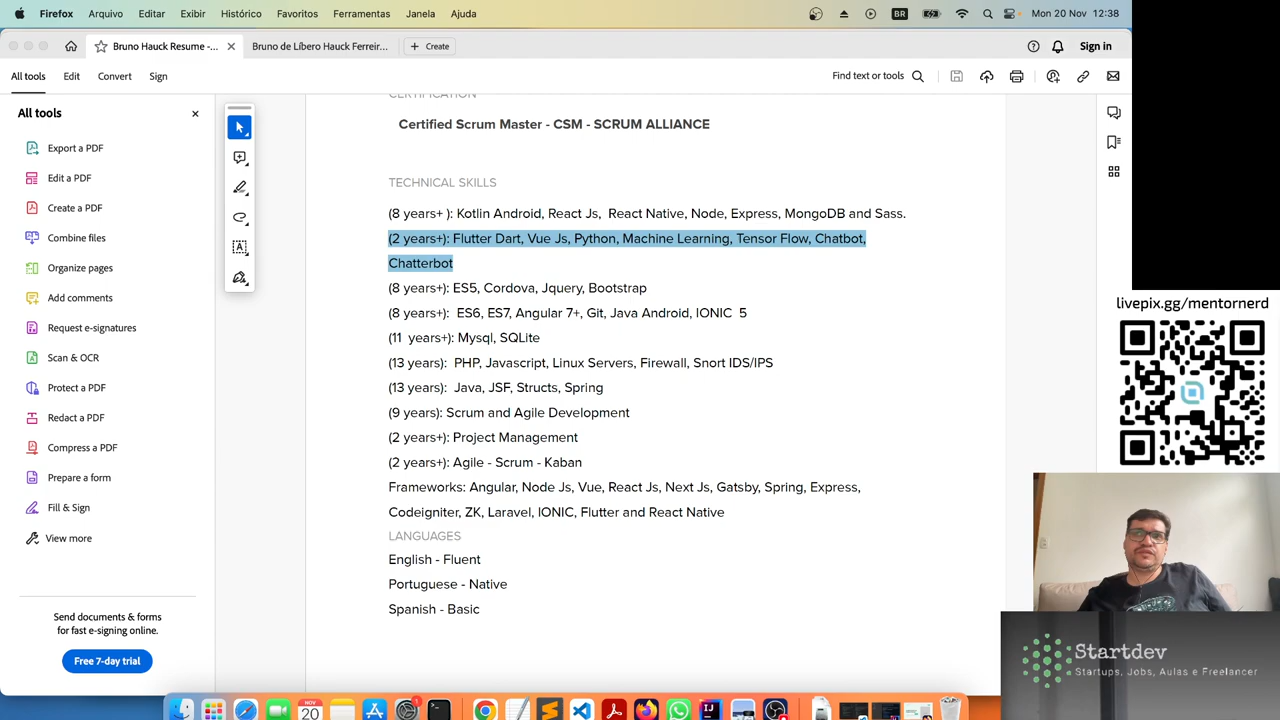 Firefox Arquivo Editar Exibir Histórico Favoritos Ferramentas Janela Ajuda BR Mon 20 Nov 12:38
Bruno Hauck Resume -... Bruno de Líbero Hauck Ferreir... Create Sign in
All tools Edit Convert Sign Find text or tools
All tools
Export a PDF
Edit a PDF
Create a PDF
Combine files
Organize pages
Add comments
Request e-signatures
Scan & OCR
Protect a PDF
Redact a PDF
Compress a PDF
Prepare a form
Fill & Sign
View more
Send documents & forms
for fast e-signing online.
Free 7-day trial
CERTIFICATION
Certified Scrum Master - CSM - SCRUM ALLIANCE
TECHNICAL SKILLS
(8 years+ ): Kotlin Android, React Js, React Native, Node, Express, MongoDB and Sass.
(2 years+): Flutter Dart, Vue Js, Python, Machine Learning, Tensor Flow, Chatbot,
Chatterbot
(8 years+): ES5, Cordova, Jquery, Bootstrap
(8 years+): ES6, ES7, Angular 7+, Git, Java Android, IONIC 5
(11 years+): Mysql, SQLite
(13 years): PHP, Javascript, Linux Servers, Firewall, Snort IDS/IPS
(13 years): Java, JSF, Structs, Spring
(9 years): Scrum and Agile Development
(2 years+): Project Management
(2 years+): Agile - Scrum - Kaban
Frameworks: Angular, Node Js, Vue, React Js, Next Js, Gatsby, Spring, Express,
Codeigniter, ZK, Laravel, IONIC, Flutter and React Native
LANGUAGES
English - Fluent
Portuguese - Native
Spanish - Basic
livepix.gg/mentornerd
Startdev
Startups, Jobs, Aulas e Freelancer
NOV
20